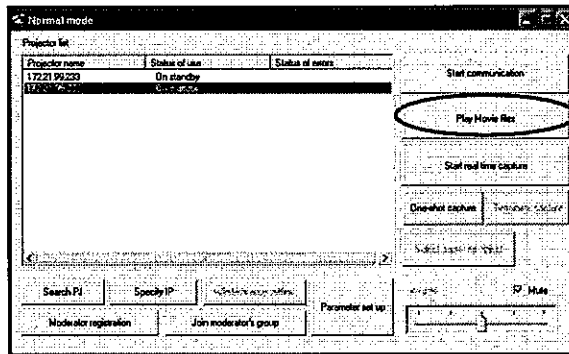 Normal mode
Projector list
Projector name Status of use Status of errors
172.21.99.233 On standby
Start communication
Play Movie files
Start real time capture
One-shot capture
Search PJ Specify IP
Parameter set up
Mute
Moderator registration Join moderator's group